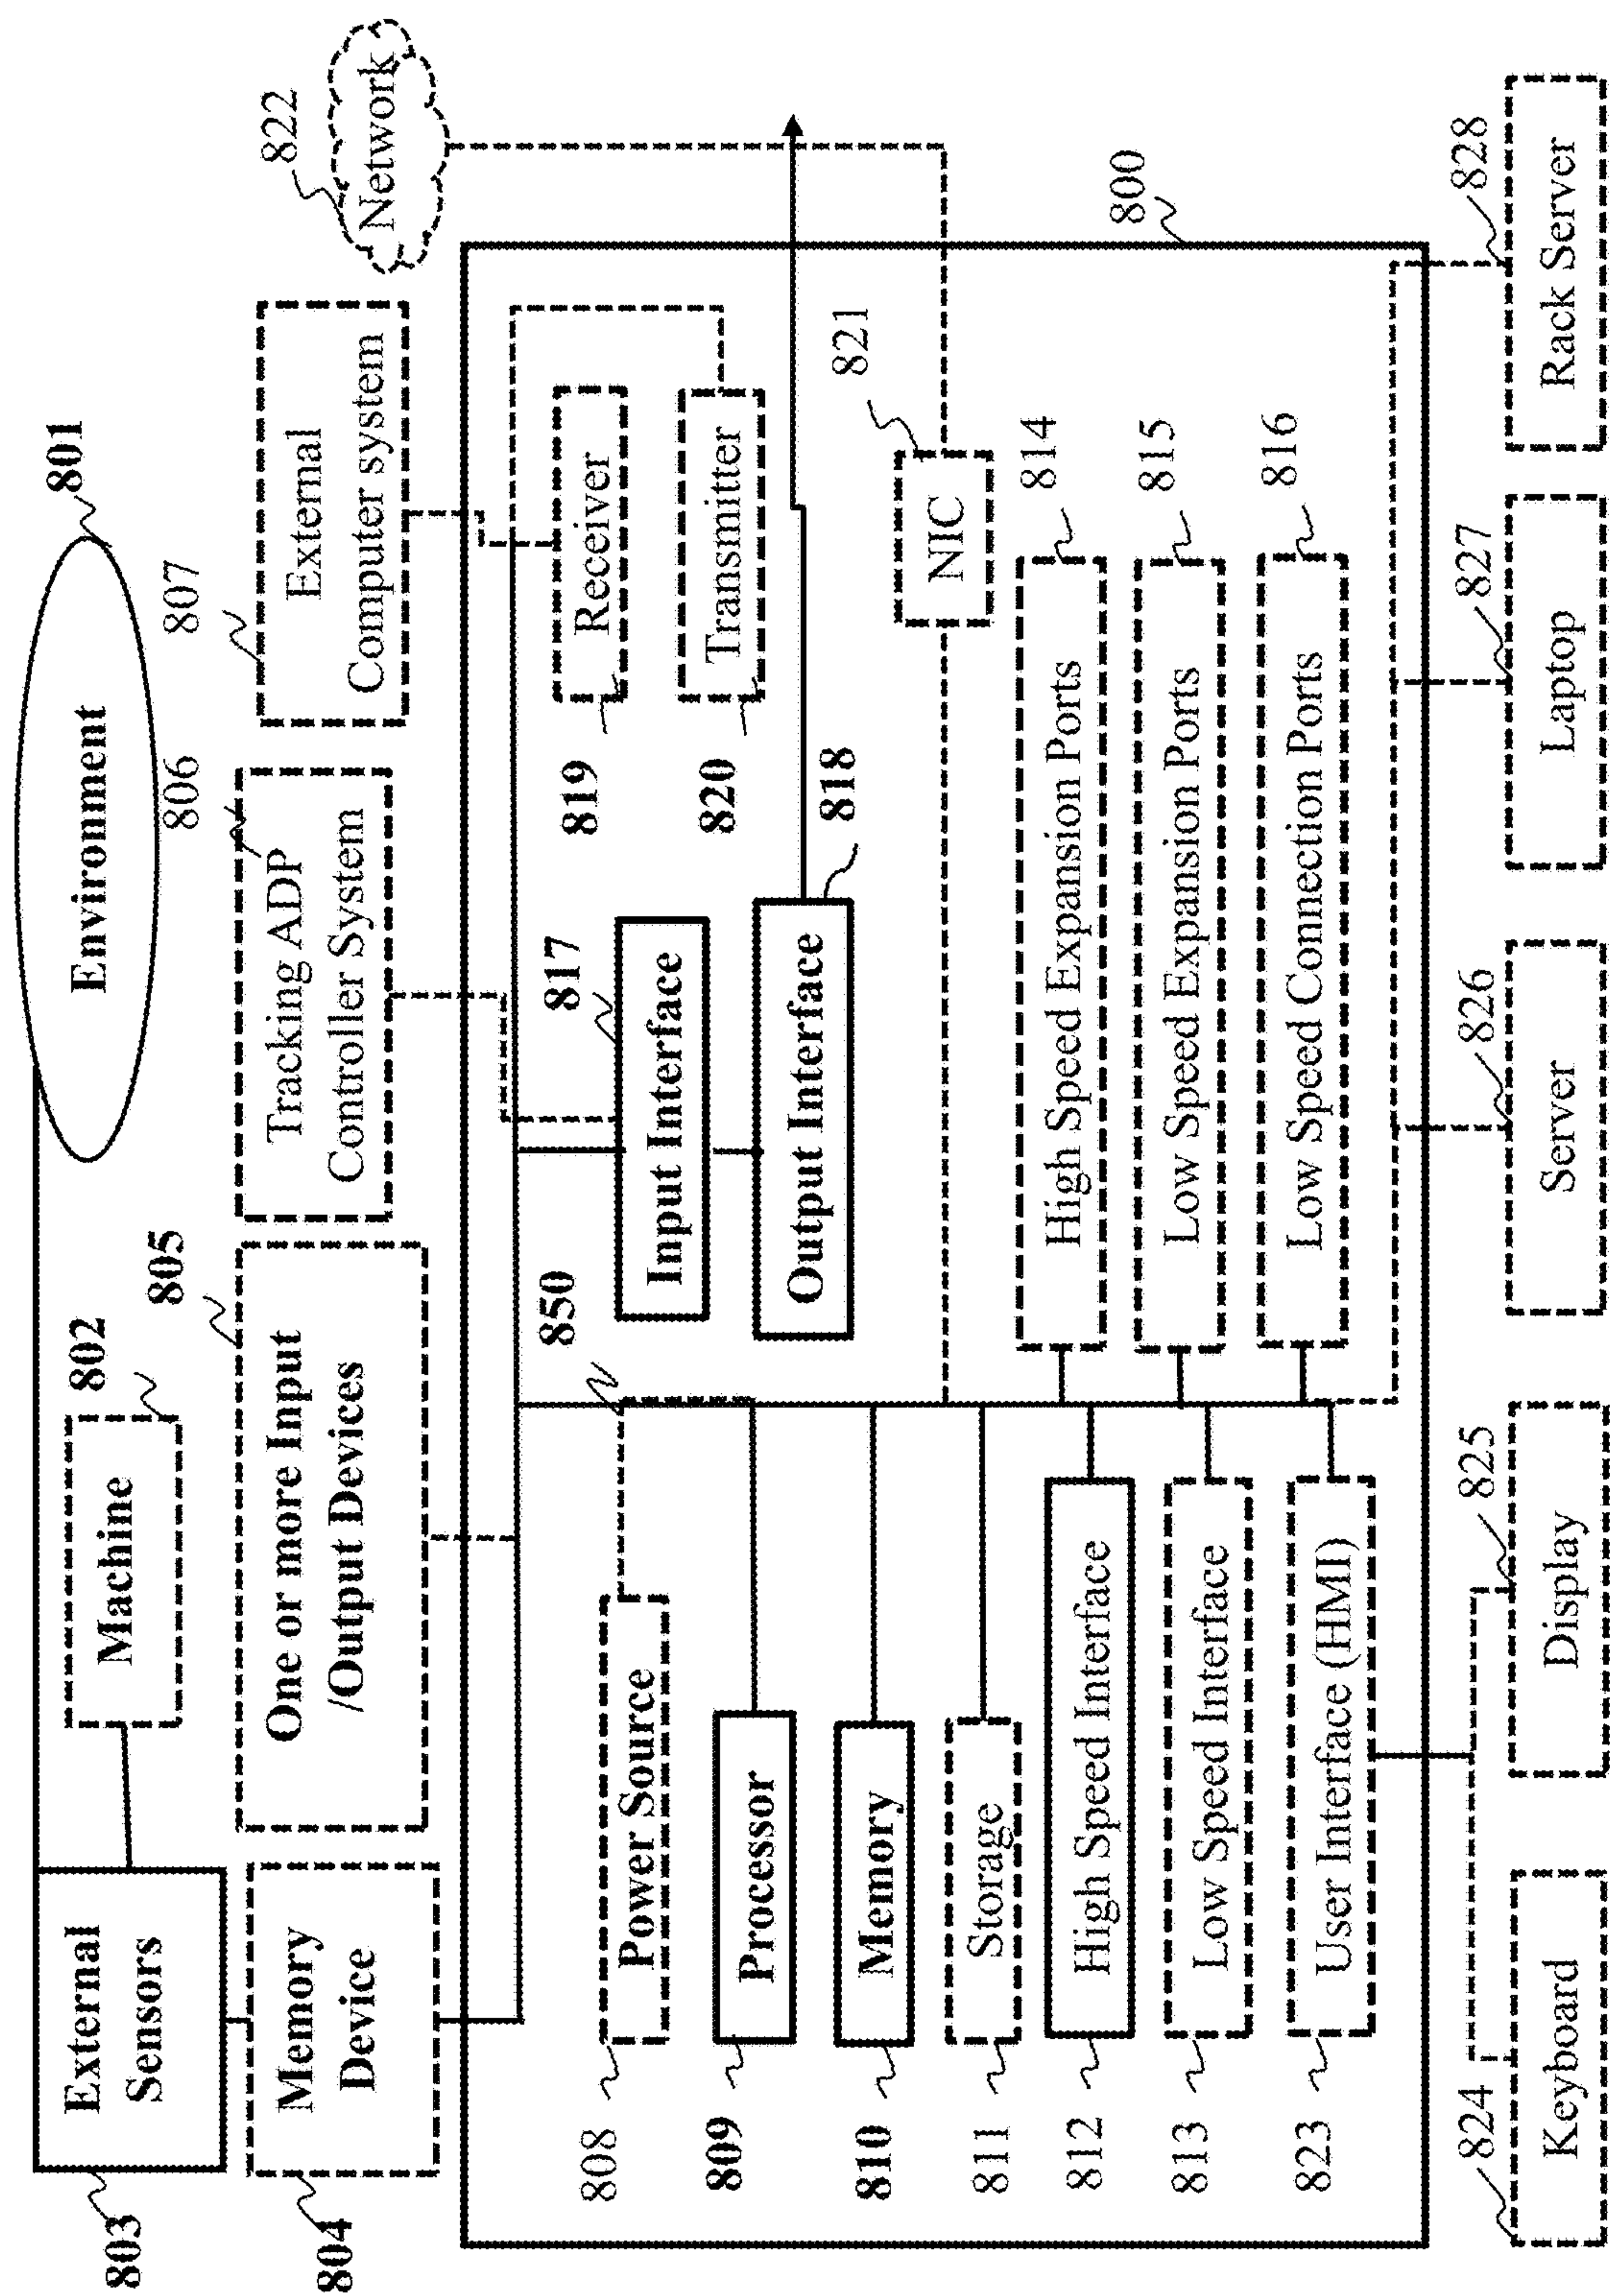 801
Environment
802
Machine
External
Sensors
803
805
806
807
822
Network
Memory
Device
804
One or more Input
/Output Devices
Tracking ADP
Controller System
External
Computer system
808
Power Source
850
817
Input Interface
819
Receiver
809
Processor
Output Interface
818
820
Transmitter
810
Memory
821
NIC
811
Storage
800
812
High Speed Interface
High Speed Expansion Ports
814
813
Low Speed Interface
Low Speed Expansion Ports
815
823
User Interface (HMI)
Low Speed Connection Ports
816
824
825
826
827
828
Keyboard
Display
Server
Laptop
Rack Server